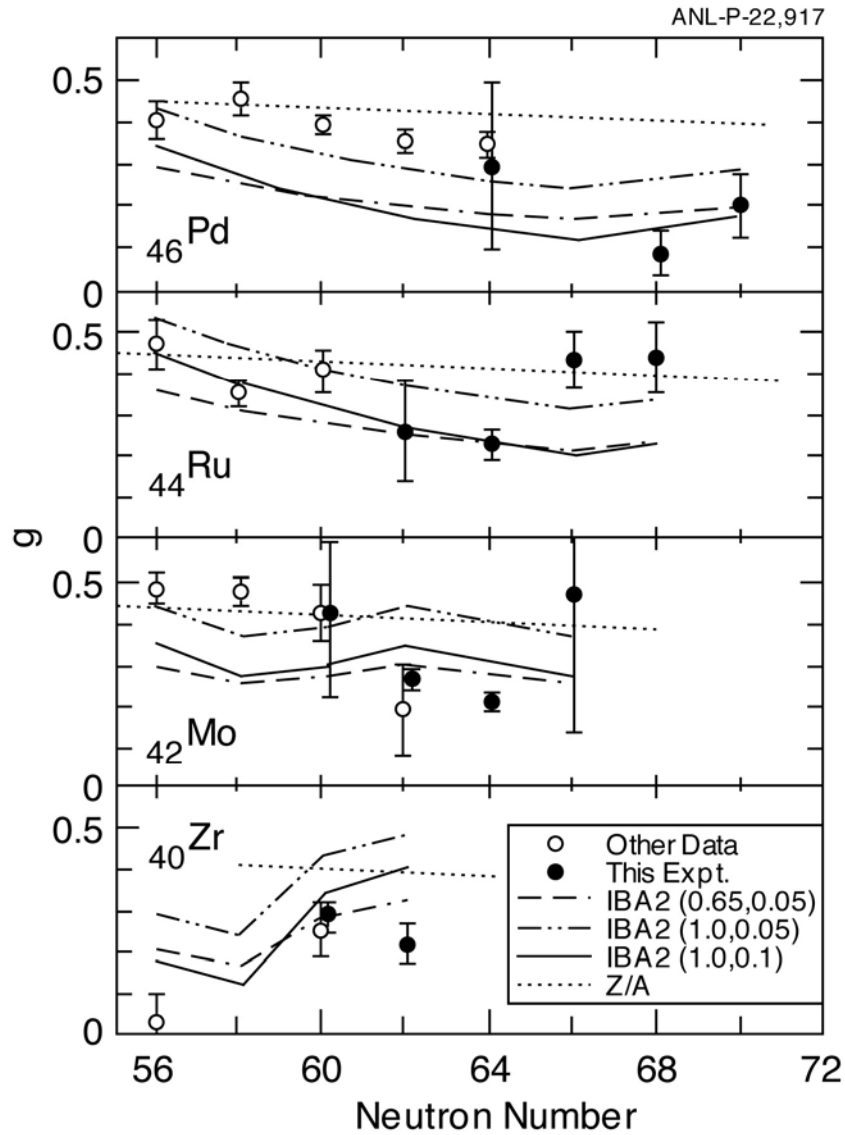 ANL-P-22,917
0.5
46Pd
0
0.5
44Ru
g
0
0.5
42Mo
0
0.5
40Zr
Other Data
This Expt.
IBA2 (0.65,0.05)
IBA2 (1.0,0.05)
IBA2 (1.0,0.1)
Z/A
0
56 60 64 68 72
Neutron Number